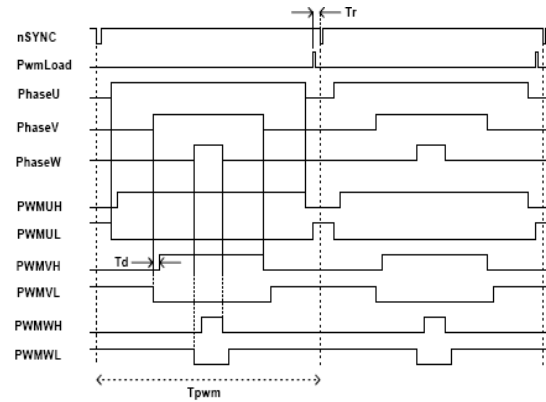 Tr
nSYNC
PwmLoad
PhaseU
PhaseV
PhaseW
PWMUH
PWMUL
Td
PWMVH
PWMVL
PWMWH
PWMWL
Tpwm